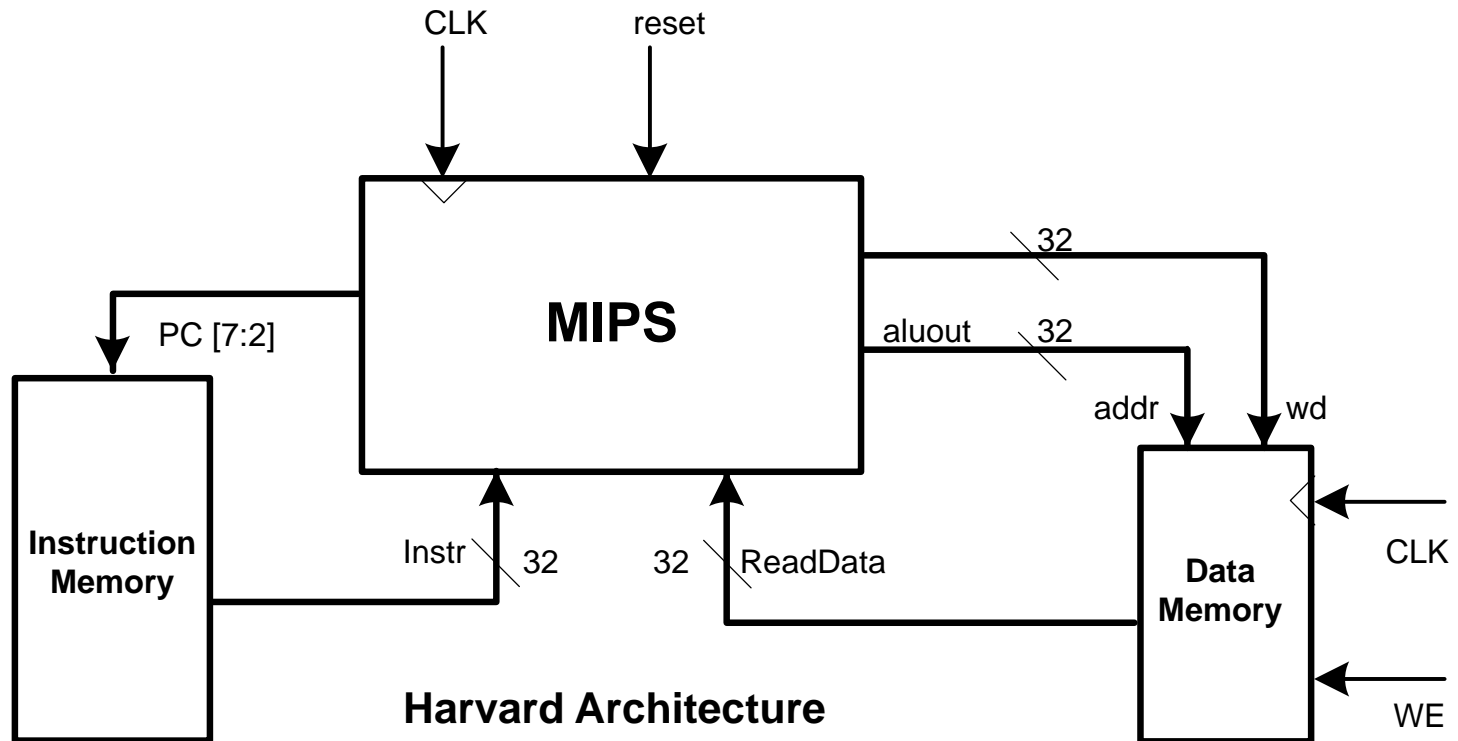 CLK
reset
32
MIPS
PC [7:2]
aluout
32
addr
wd
Instruction
Memory
Instr
32
32
ReadData
Data
Memory
CLK
Harvard Architecture
WE